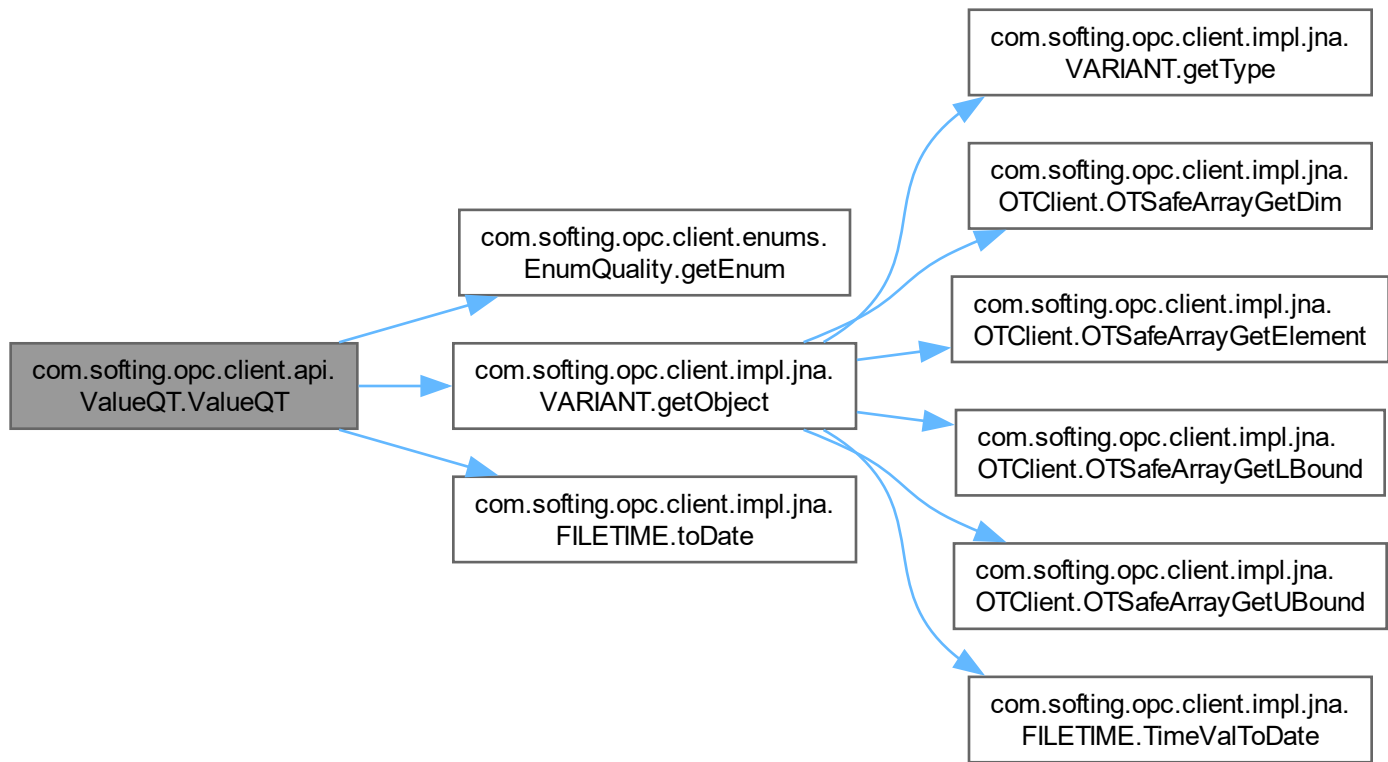 com.softing.opc.client.api.
ValueQT.ValueQT
com.softing.opc.client.enums.
EnumQuality.getEnum
com.softing.opc.client.impl.jna.
VARIANT.getObject
com.softing.opc.client.impl.jna.
FILETIME.toDate
com.softing.opc.client.impl.jna.
VARIANT.getType
com.softing.opc.client.impl.jna.
OTClient.OTSafeArrayGetDim
com.softing.opc.client.impl.jna.
OTClient.OTSafeArrayGetElement
com.softing.opc.client.impl.jna.
OTClient.OTSafeArrayGetLBound
com.softing.opc.client.impl.jna.
OTClient.OTSafeArrayGetUBound
com.softing.opc.client.impl.jna.
FILETIME.TimeValToDate